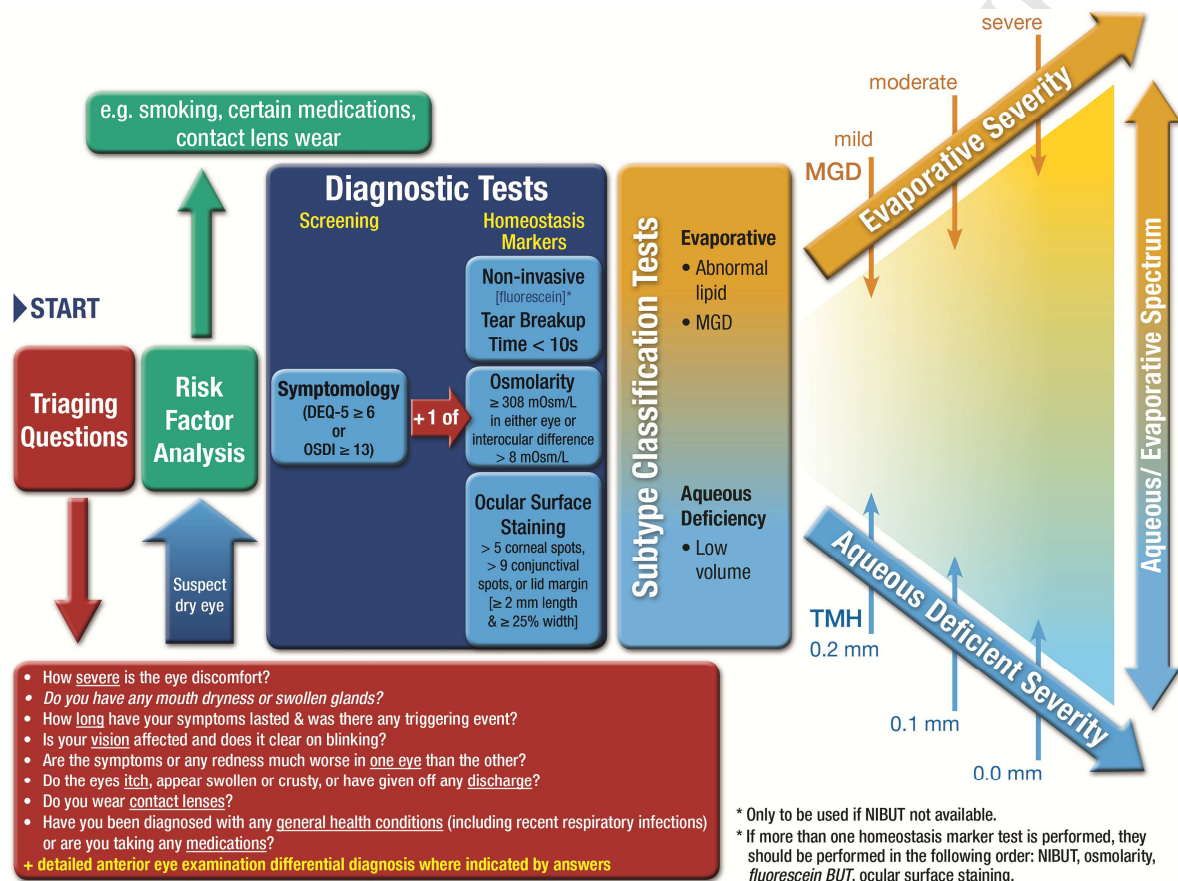 e.g. smoking, certain medications,
contact lens wear
START
Triaging
Questions
Risk
Factor
Analysis
Suspect
dry eye
Diagnostic Tests
Screening
Homeostasis
Markers
Symptomology
(DEQ-5 ≥ 6
or
OSDI ≥ 13)
+ 1 of
Non-invasive
[fluorescein]*
Tear Breakup
Time < 10s
Osmolarity
≥ 308 mOsm/L
in either eye or
interocular difference
> 8 mOsm/L
Ocular Surface
Staining
> 5 corneal spots,
> 9 conjunctival
spots, or lid margin
[≥ 2 mm length
& ≥ 25% width]
Subtype Classification Tests
Evaporative
• Abnormal
lipid
• MGD
Aqueous
Deficiency
• Low
volume
severe
moderate
mild
MGD
Evaporative Severity
Aqueous/ Evaporative Spectrum
Aqueous Deficient Severity
TMH
0.2 mm
0.1 mm
0.0 mm
• How severe is the eye discomfort?
• Do you have any mouth dryness or swollen glands?
• How long have your symptoms lasted & was there any triggering event?
• Is your vision affected and does it clear on blinking?
• Are the symptoms or any redness much worse in one eye than the other?
• Do the eyes itch, appear swollen or crusty, or have given off any discharge?
• Do you wear contact lenses?
• Have you been diagnosed with any general health conditions (including recent respiratory infections)
or are you taking any medications?
+ detailed anterior eye examination differential diagnosis where indicated by answers
* Only to be used if NIBUT not available.
* If more than one homeostasis marker test is performed, they
should be performed in the following order: NIBUT, osmolarity,
fluorescein BUT, ocular surface staining.